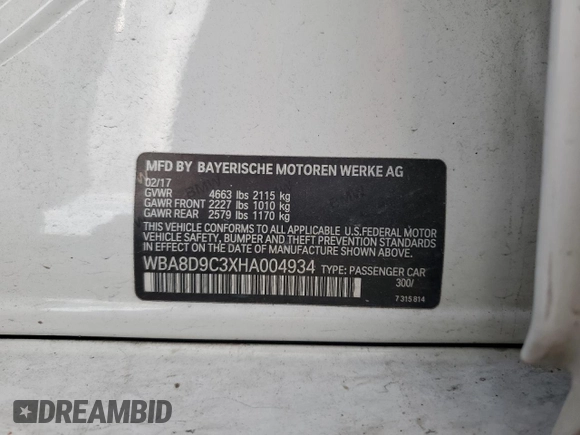 MFD BY BAYERISCHE MOTOREN WERKE AG
02/17
GVWR 4663 lbs 2115 kg
GAWR FRONT 2227 lbs 1010 kg
GAWR REAR 2579 lbs 1170 kg
THIS VEHICLE CONFORMS TO ALL APPLICABLE U.S.FEDERAL MOTOR
VEHICLE SAFETY, BUMPER AND THEFT PREVENTION STANDARDS
IN EFFECT ON THE DATE OF MANUFACTURE SHOWN ABOVE.
WBA8D9C3XHA004934 TYPE: PASSENGER CAR
300/
7 315 814
DREAMBID